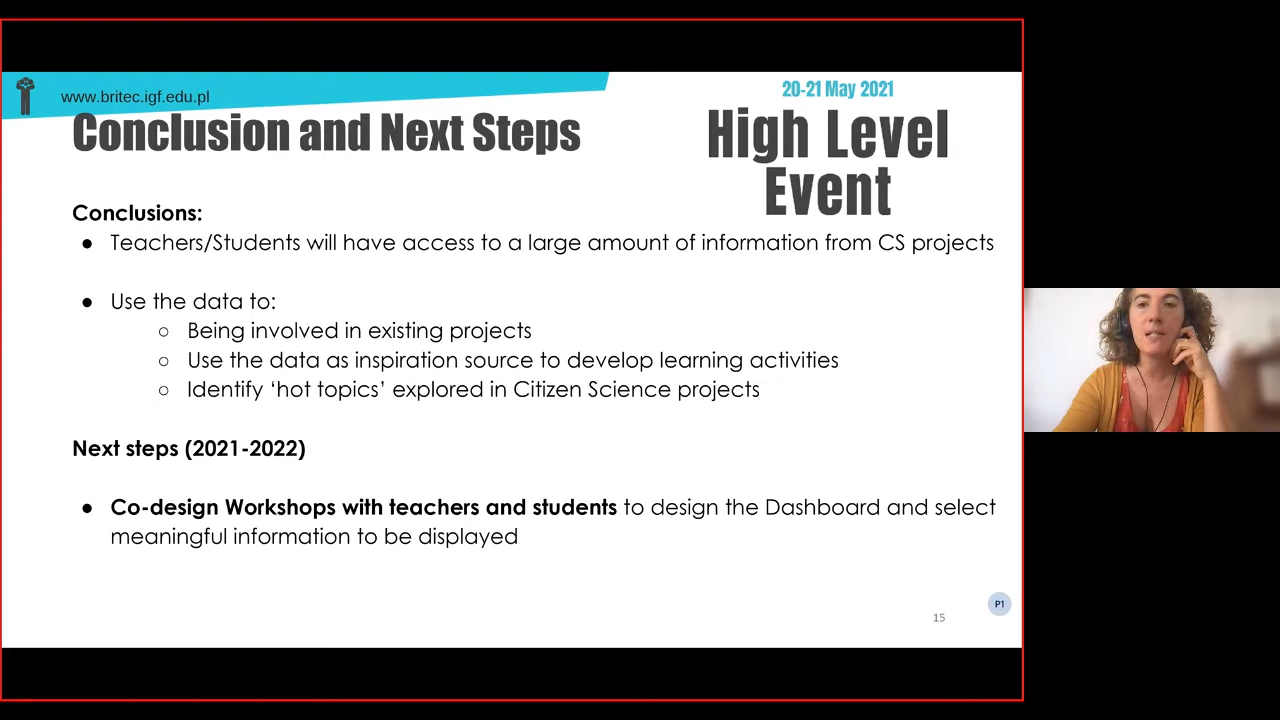 www.britec.igf.edu.pl
20-21 May 2021
Conclusion and Next Steps
High Level
Event
Conclusions:
● Teachers/Students will have access to a large amount of information from CS projects
● Use the data to:
○ Being involved in existing projects
○ Use the data as inspiration source to develop learning activities
○ Identify ‘hot topics’ explored in Citizen Science projects
Next steps (2021-2022)
● Co-design Workshops with teachers and students to design the Dashboard and select
meaningful information to be displayed
P1
15